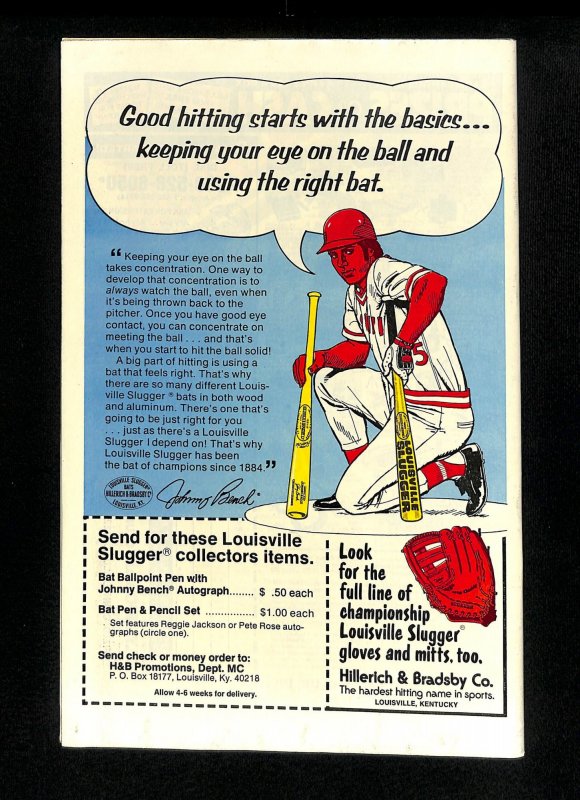 Good hitting starts with the basics...
keeping your eye on the ball and
using the right bat.
“ Keeping your eye on the ball
takes concentration. One way to
develop that concentration is to
always watch the ball, even when
it's being thrown back to the
pitcher. Once you have good eye
contact, you can concentrate on
meeting the ball . . . and that's
when you start to hit the ball solid!
A big part of hitting is using a
bat that feels right. That's why
there are so many different Louis-
ville Slugger® bats in both wood
and aluminum. There's one that's
going to be just right for you
. . . just as there's a Louisville
Slugger I depend on! That's why
Louisville Slugger has been
the bat of champions since 1884.”
LOUISVILLE SLUGGER
BATS
HILLERICH & BRADSBY Co
LOUISVILLE, KY.
Johnny Bench®
5
LOUISVILLE
SLUGGER
Send for these Louisville
Slugger® collectors items.
Bat Ballpoint Pen with
Johnny Bench® Autograph........ $ .50 each
Bat Pen & Pencil Set .............. $1.00 each
Set features Reggie Jackson or Pete Rose auto-
graphs (circle one).
Send check or money order to:
H&B Promotions, Dept. MC
P. O. Box 18177, Louisville, Ky. 40218
Allow 4-6 weeks for delivery.
Look
for the
full line of
championship
Louisville Slugger®
gloves and mitts, too.
Hillerich & Bradsby Co.
The hardest hitting name in sports.
LOUISVILLE, KENTUCKY